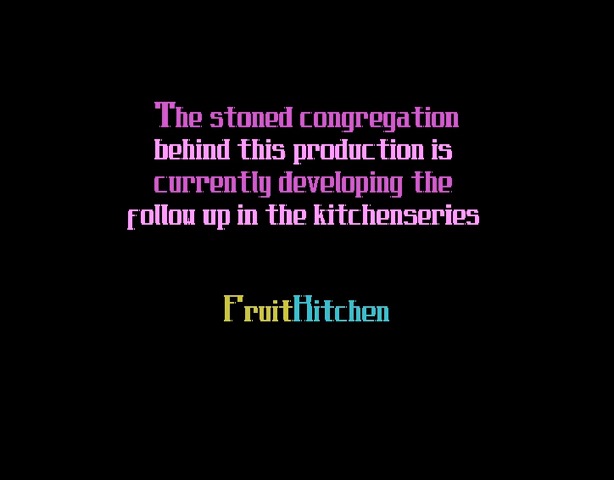 The stoned congregation
behind this production is
currently developing the
follow up in the kitchenseries
FruitKitchen